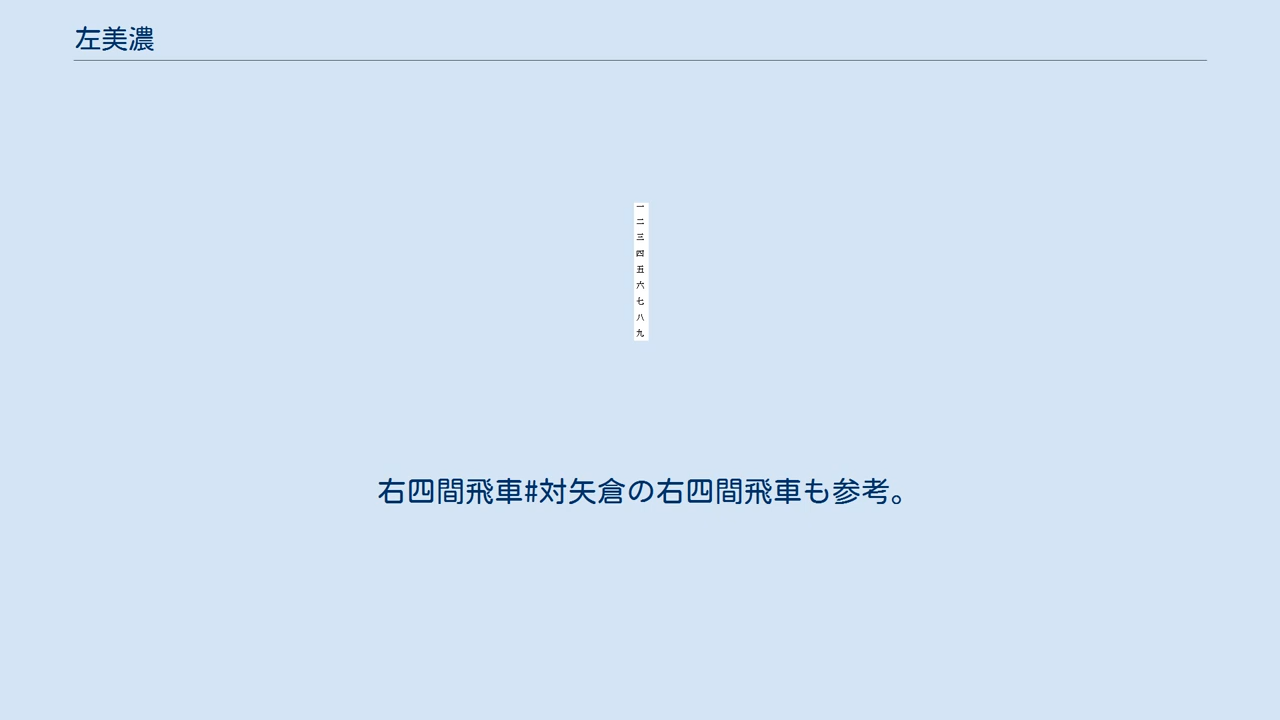 左美濃
一
二
三
四
五
六
七
八
九
右四間飛車#対矢倉の右四間飛車も参考。